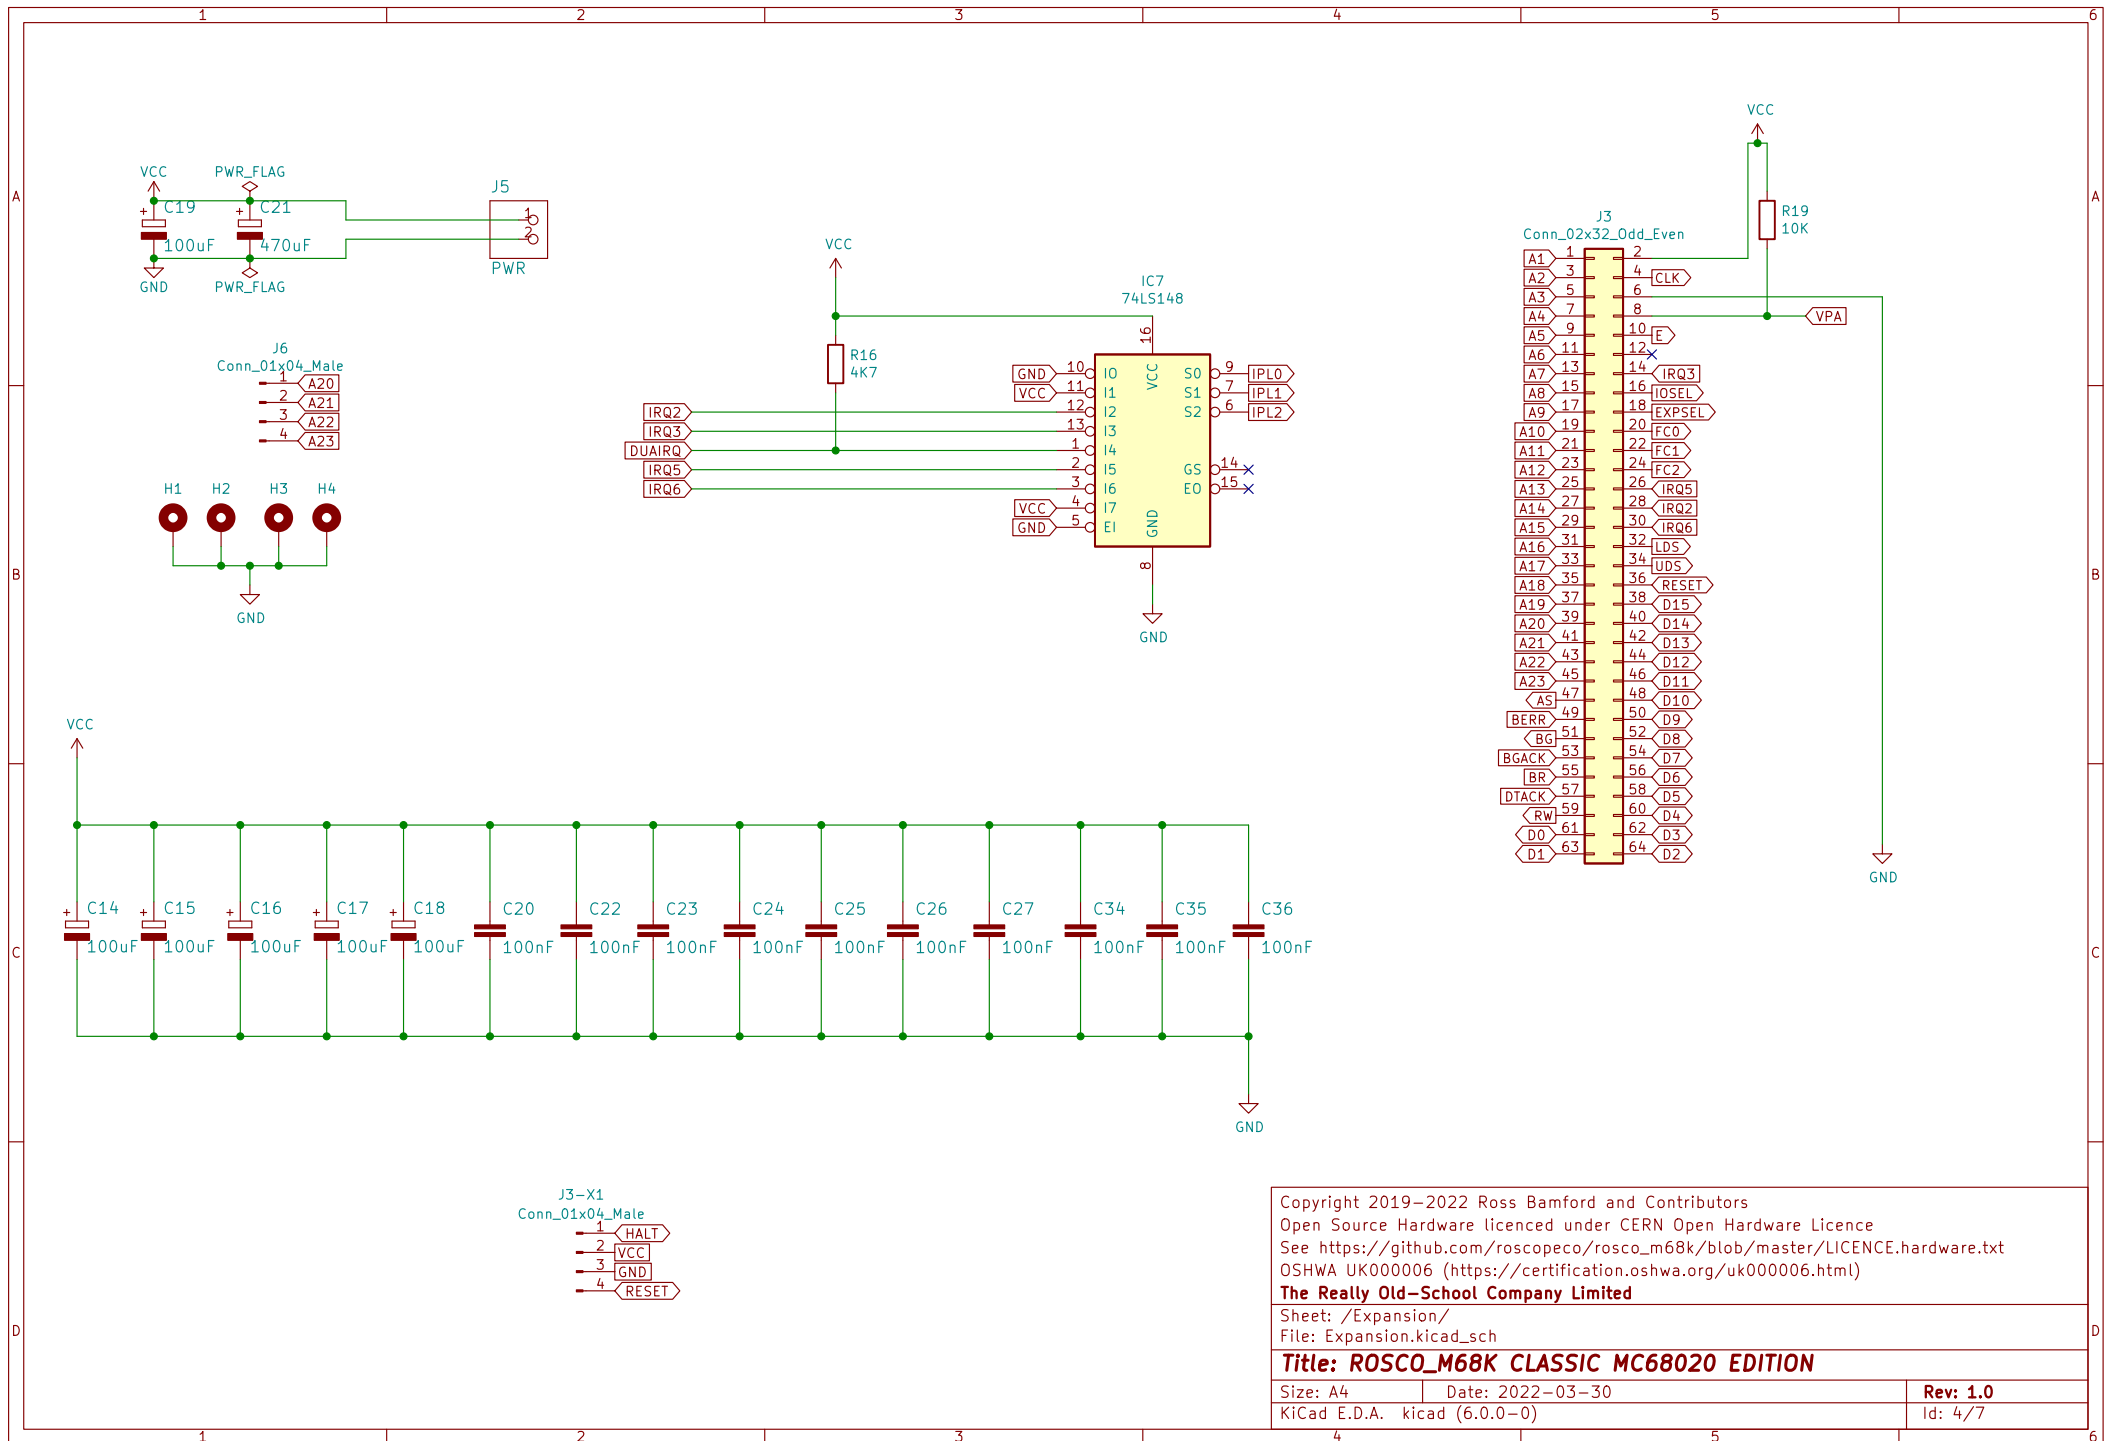 1 2 3 4 5 6
A
B
C
D
VCC
PWR_FLAG
C19
100uF
C21
470uF
GND
PWR_FLAG
J5
1
2
PWR
J6
Conn_01x04_Male
1 A20
2 A21
3 A22
4 A23
H1 H2 H3 H4
GND
VCC
R16
4K7
IC7
74LS148
16
VCC
GND 10 I0
VCC 11 I1
IRQ2 12 I2
IRQ3 13 I3
DUAIRQ 1 I4
IRQ5 2 I5
IRQ6 3 I6
VCC 4 I7
GND 5 EI
S0 9 IPL0
S1 7 IPL1
S2 6 IPL2
GS 14
EO 15
GND
8
GND
VCC
R19
10K
J3
Conn_02x32_Odd_Even
A1 1 2
A2 3 4 CLK
A3 5 6
A4 7 8 VPA
A5 9 10 E
A6 11 12
A7 13 14 IRQ3
A8 15 16 IOSEL
A9 17 18 EXPSEL
A10 19 20 FC0
A11 21 22 FC1
A12 23 24 FC2
A13 25 26 IRQ5
A14 27 28 IRQ2
A15 29 30 IRQ6
A16 31 32 LDS
A17 33 34 UDS
A18 35 36 RESET
A19 37 38 D15
A20 39 40 D14
A21 41 42 D13
A22 43 44 D12
A23 45 46 D11
AS 47 48 D10
BERR 49 50 D9
BG 51 52 D8
BGACK 53 54 D7
BR 55 56 D6
DTACK 57 58 D5
RW 59 60 D4
D0 61 62 D3
D1 63 64 D2
GND
VCC
C14 C15 C16 C17 C18 C20 C22 C23 C24 C25 C26 C27 C34 C35 C36
100uF 100uF 100uF 100uF 100uF 100nF 100nF 100nF 100nF 100nF 100nF 100nF 100nF 100nF 100nF
GND
J3-X1
Conn_01x04_Male
1 HALT
2 VCC
3 GND
4 RESET
Copyright 2019-2022 Ross Bamford and Contributors
Open Source Hardware licenced under CERN Open Hardware Licence
See https://github.com/roscopeco/rosco_m68k/blob/master/LICENCE.hardware.txt
OSHWA UK000006 (https://certification.oshwa.org/uk000006.html)
The Really Old-School Company Limited
Sheet: /Expansion/
File: Expansion.kicad_sch
Title: ROSCO_M68K CLASSIC MC68020 EDITION
Size: A4 Date: 2022-03-30 Rev: 1.0
KiCad E.D.A. kicad (6.0.0-0) Id: 4/7
A
B
C
D
1 2 3 4 5 6